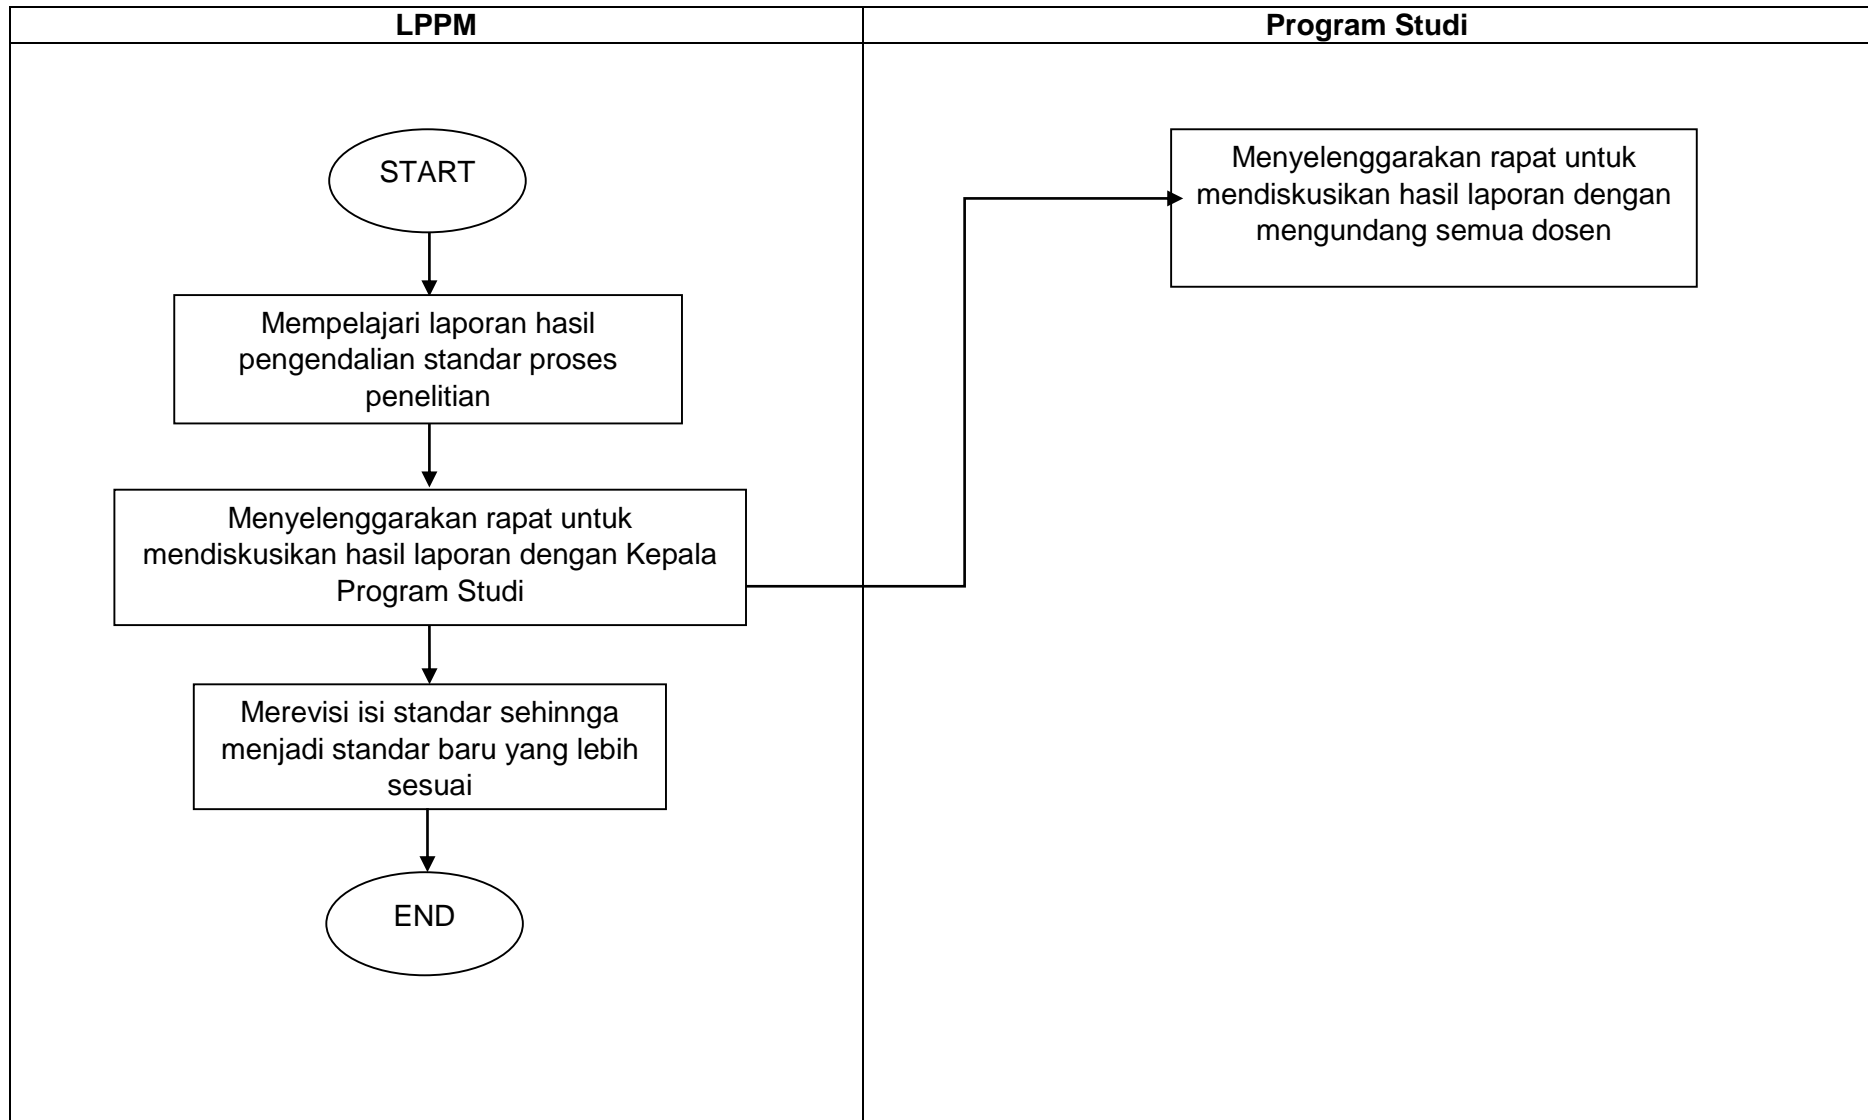 LPPM
Program Studi
START
Mempelajari laporan hasil
pengendalian standar proses
penelitian
Menyelenggarakan rapat untuk
mendiskusikan hasil laporan dengan Kepala
Program Studi
Merevisi isi standar sehinnga
menjadi standar baru yang lebih
sesuai
END
Menyelenggarakan rapat untuk
mendiskusikan hasil laporan dengan
mengundang semua dosen